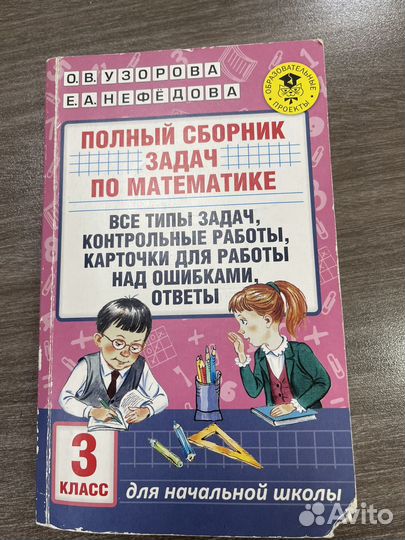 О.В.УЗОРОВА
Е.А.НЕФЁДОВА
ОБРАЗОВАТЕЛЬНЫЕ
ПРОЕКТЫ
ПОЛНЫЙ СБОРНИК
ЗАДАЧ
ПО МАТЕМАТИКЕ
ВСЕ ТИПЫ ЗАДАЧ,
КОНТРОЛЬНЫЕ РАБОТЫ,
КАРТОЧКИ ДЛЯ РАБОТЫ
НАД ОШИБКАМИ,
ОТВЕТЫ
3
КЛАСС
для начальной школы
Avito